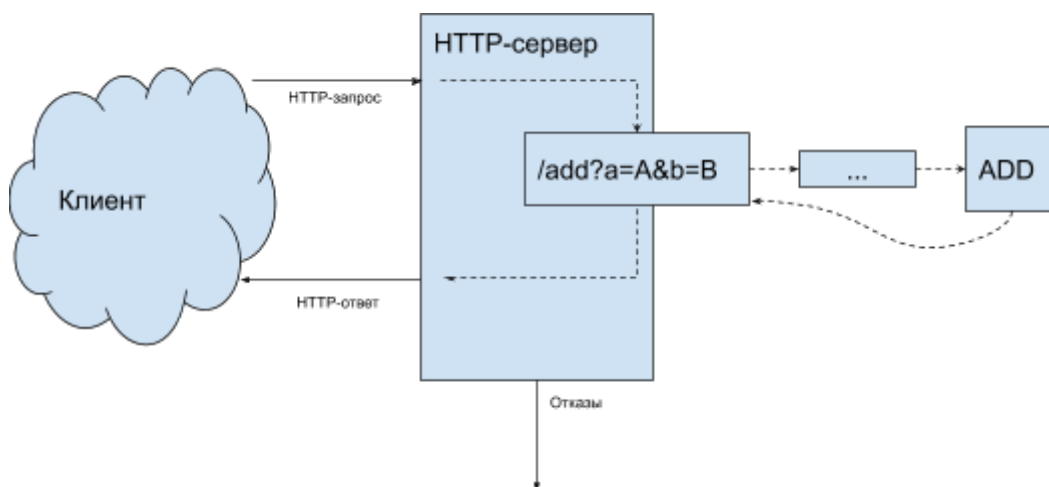 HTTP-сервер
HTTP-запрос
/add?a=A&b=B
...
ADD
Клиент
HTTP-ответ
Отказы